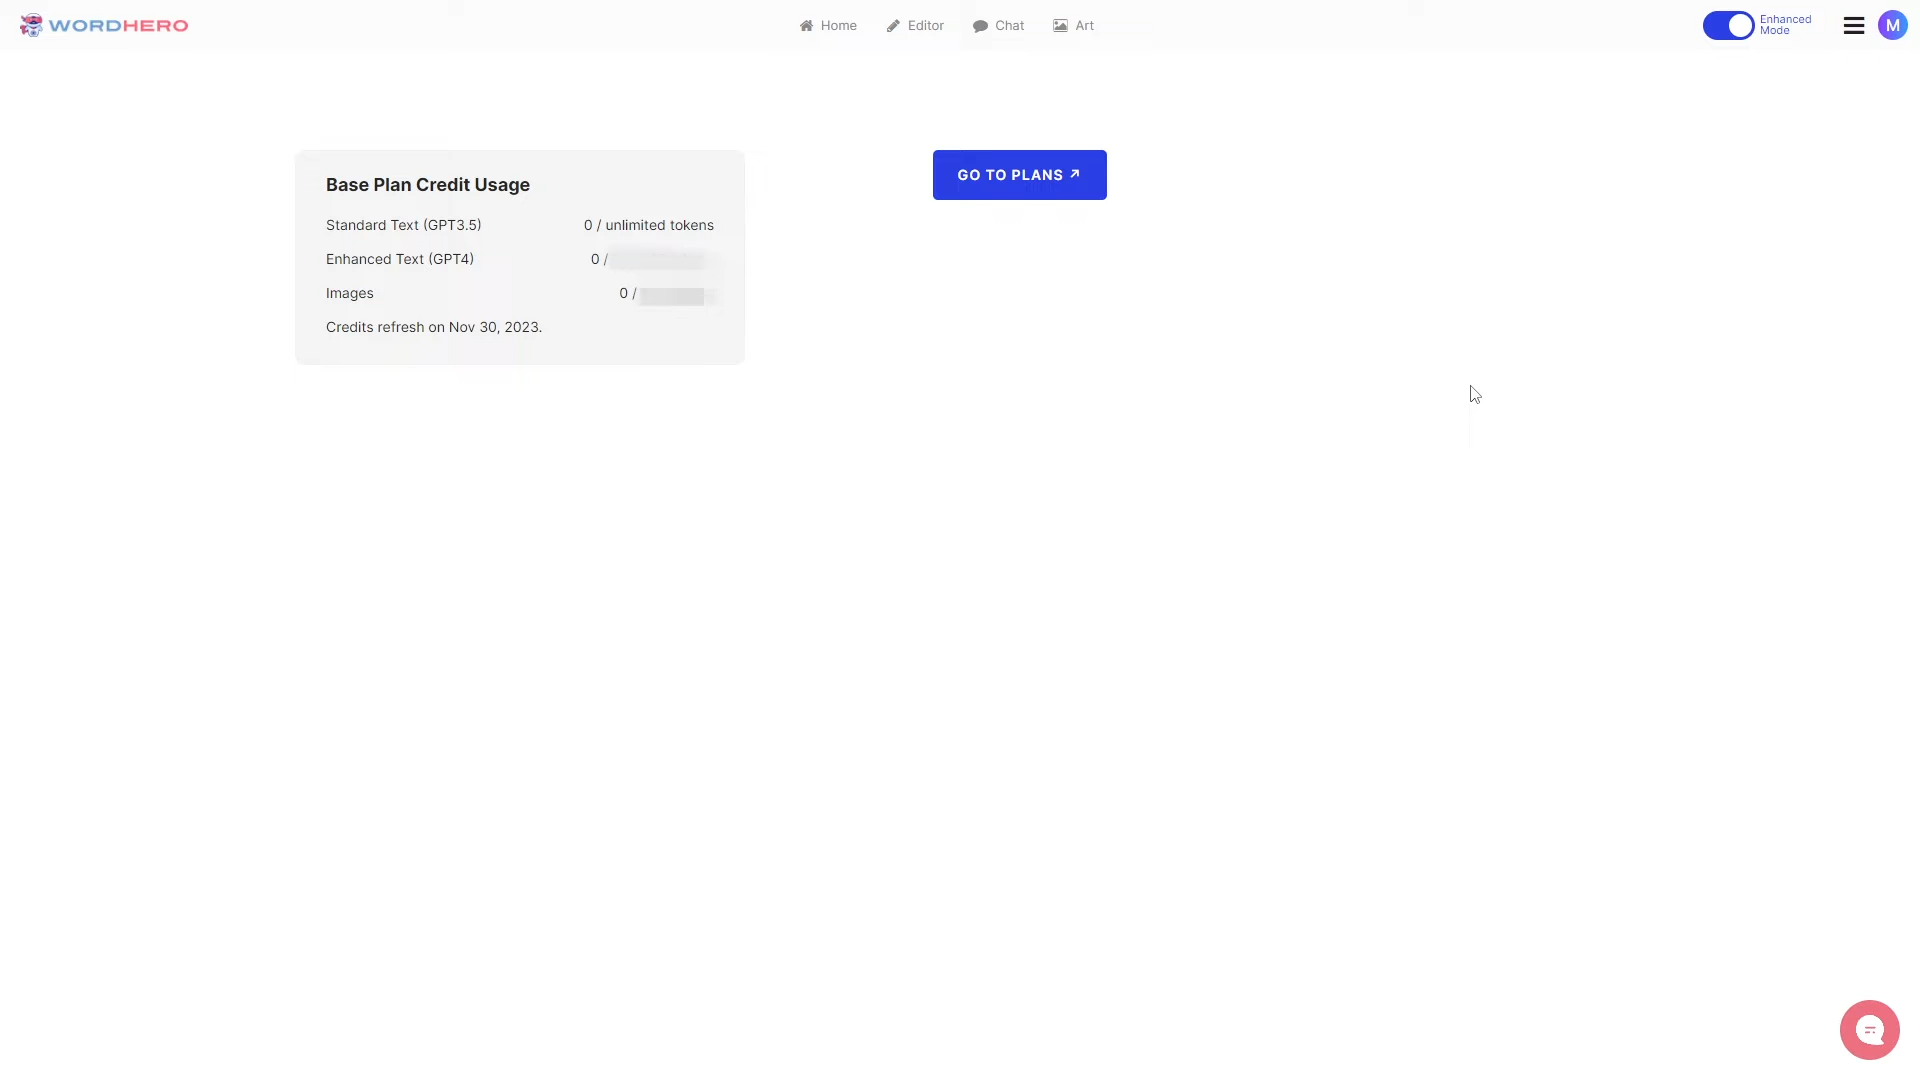 WORDHERO
Home
Editor
Chat
Art
Enhanced
Mode
M
Base Plan Credit Usage
Standard Text (GPT3.5) 0 / unlimited tokens
Enhanced Text (GPT4) 0 /
Images 0 /
Credits refresh on Nov 30, 2023.
GO TO PLANS ↗